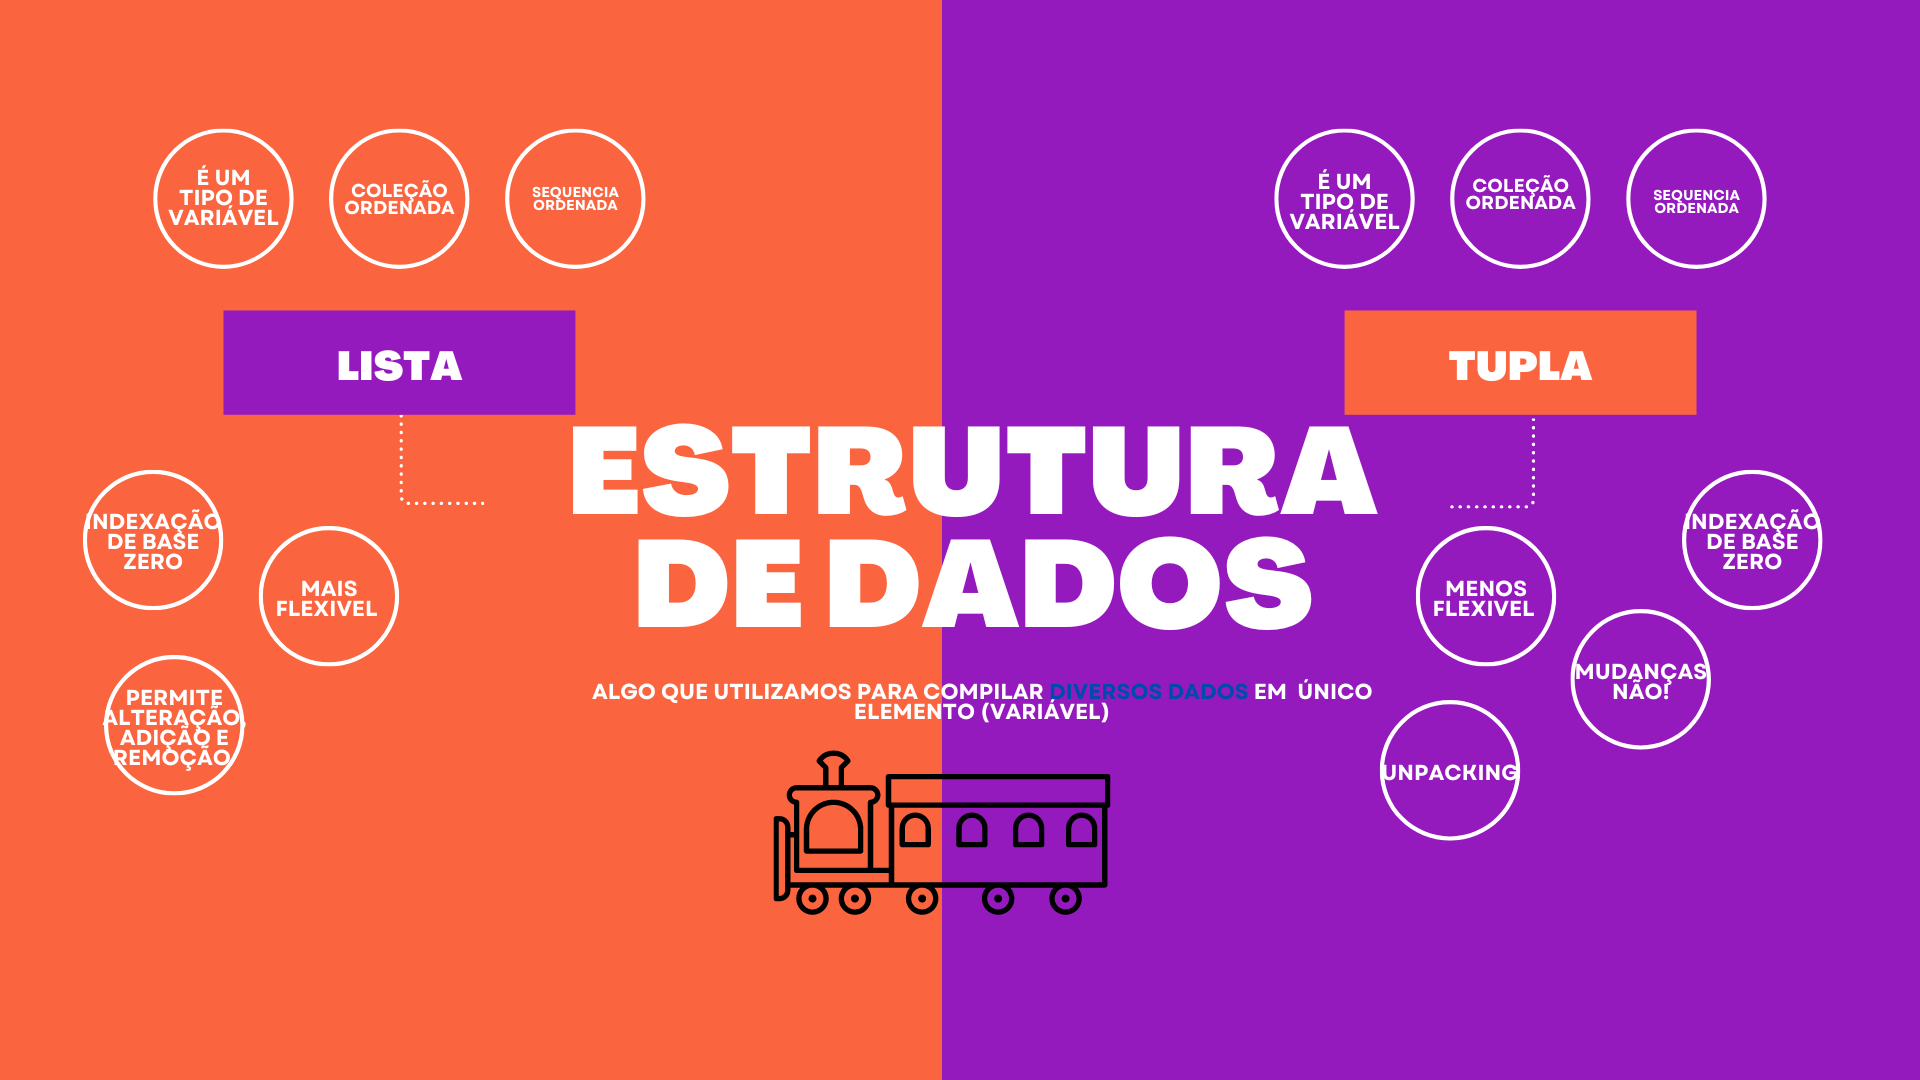 É UM
TIPO DE
VARIÁVEL
COLEÇÃO
ORDENADA
SEQUENCIA
ORDENADA
LISTA
INDEXAÇÃO
DE BASE
ZERO
MAIS
FLEXIVEL
PERMITE
ALTERAÇÃO,
ADIÇÃO E
REMOÇÃO
ESTRUTURA
DE DADOS
ALGO QUE UTILIZAMOS PARA COMPILAR DIVERSOS DADOS EM ÚNICO
ELEMENTO (VARIÁVEL)
É UM
TIPO DE
VARIÁVEL
COLEÇÃO
ORDENADA
SEQUENCIA
ORDENADA
TUPLA
INDEXAÇÃO
DE BASE
ZERO
MENOS
FLEXIVEL
MUDANÇAS
NÃO!
UNPACKING